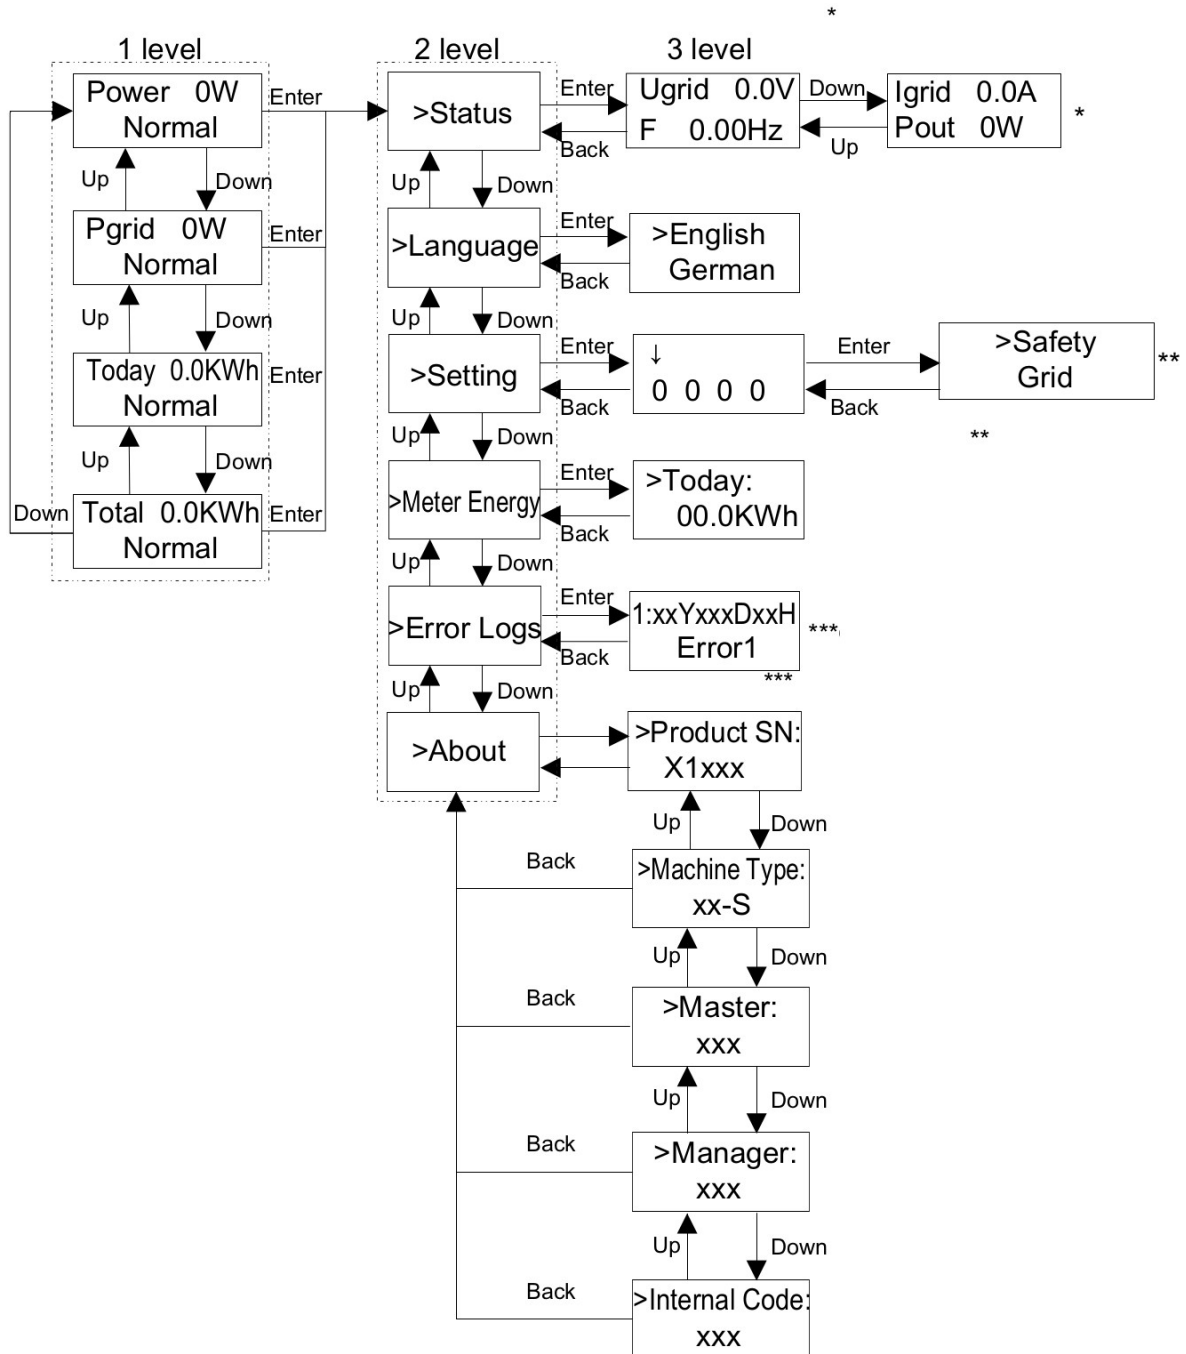 *
1 level
2 level
3 level
Power 0W
Normal
Enter
>Status
Enter
Back
Ugrid 0.0V
F 0.00Hz
Down
Up
Igrid 0.0A
Pout 0W
*
Up
Down
Up
Down
Pgrid 0W
Normal
Enter
>Language
Enter
Back
>English
German
Up
Down
Up
Down
Today 0.0KWh
Normal
Enter
>Setting
Enter
Back
↓
0 0 0 0
Enter
Back
>Safety
Grid
**
**
Up
Down
Up
Down
Down
Total 0.0KWh
Normal
Enter
>Meter Energy
Enter
Back
>Today:
00.0KWh
Up
Down
>Error Logs
Enter
Back
1:xxYxxxDxxH
Error1
***
***
Up
Down
>About
>Product SN:
X1xxx
Up
Down
Back
>Machine Type:
xx-S
Up
Down
Back
>Master:
xxx
Up
Down
Back
>Manager:
xxx
Up
Down
Back
>Internal Code:
xxx